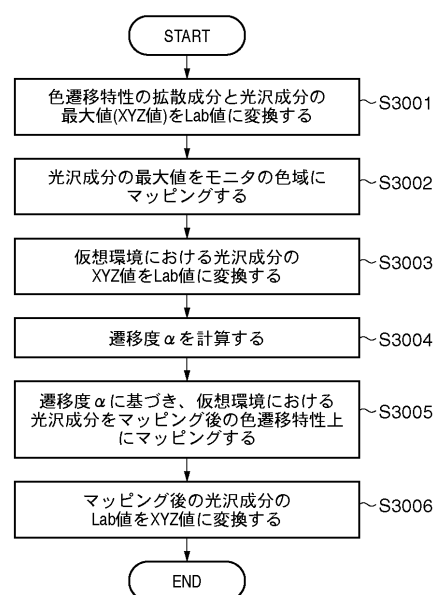 START
色遷移特性の拡散成分と光沢成分の
最大値(XYZ値)をLab値に変換する
S3001
光沢成分の最大値をモニタの色域に
マッピングする
S3002
仮想環境における光沢成分の
XYZ値をLab値に変換する
S3003
遷移度αを計算する
S3004
遷移度αに基づき、仮想環境における
光沢成分をマッピング後の色遷移特性上
にマッピングする
S3005
マッピング後の光沢成分の
Lab値をXYZ値に変換する
S3006
END